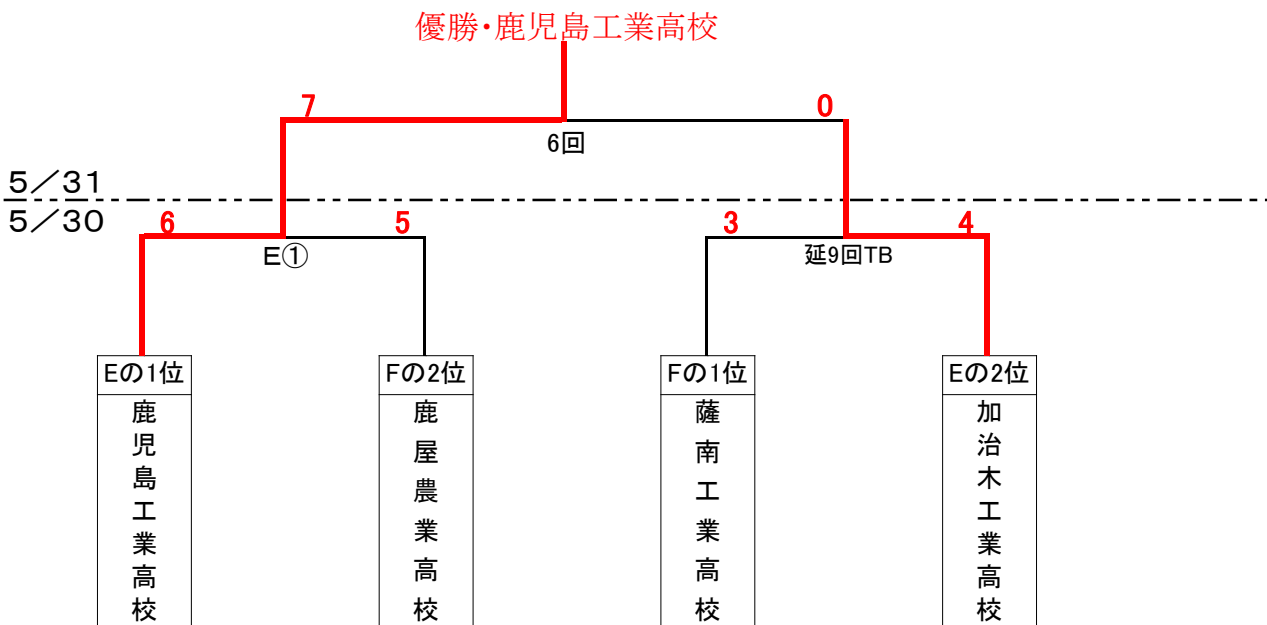 優勝・鹿児島工業高校
7
0
6回
5／31
5／30
6
5
3
4
E①
延9回TB
Eの1位
Fの2位
Fの1位
Eの2位
鹿児島工業高校
鹿屋農業高校
薩南工業高校
加治木工業高校